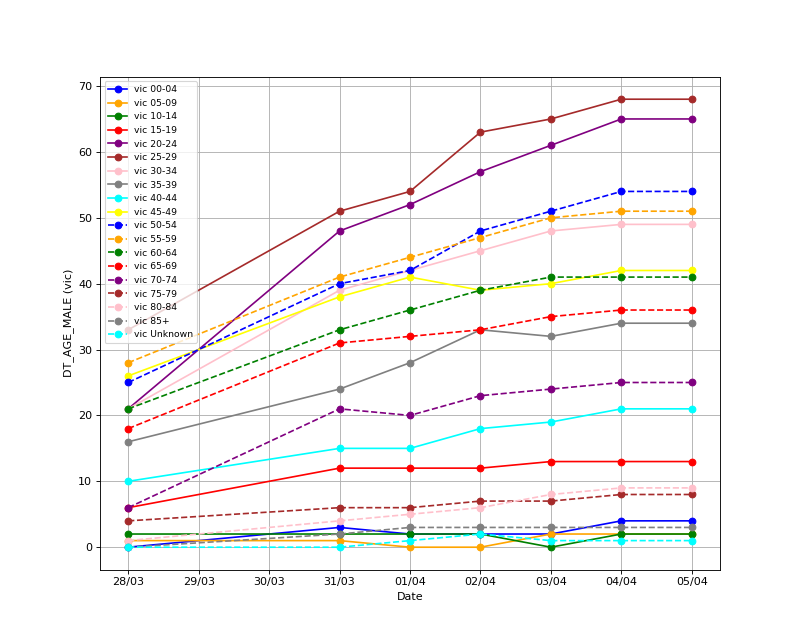 70
60
50
40
30
20
10
0
DT_AGE_MALE (vic)
vic 00-04
vic 05-09
vic 10-14
vic 15-19
vic 20-24
vic 25-29
vic 30-34
vic 35-39
vic 40-44
vic 45-49
vic 50-54
vic 55-59
vic 60-64
vic 65-69
vic 70-74
vic 75-79
vic 80-84
vic 85+
vic Unknown
28/03 29/03 30/03 31/03 01/04 02/04 03/04 04/04 05/04
Date